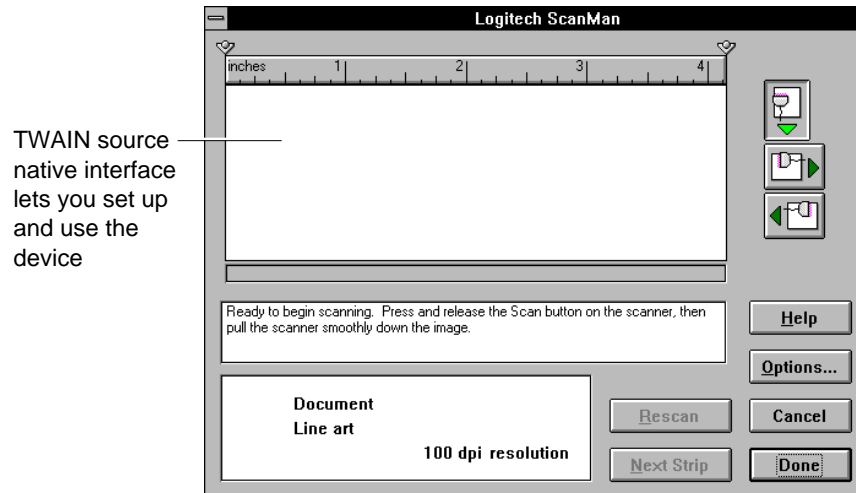 Logitech ScanMan
inches 1 2 3 4
TWAIN source
native interface
lets you set up
and use the
device
Ready to begin scanning. Press and release the Scan button on the scanner, then
pull the scanner smoothly down the image.
Help
Options...
Document
Line art
100 dpi resolution
Rescan
Cancel
Next Strip
Done